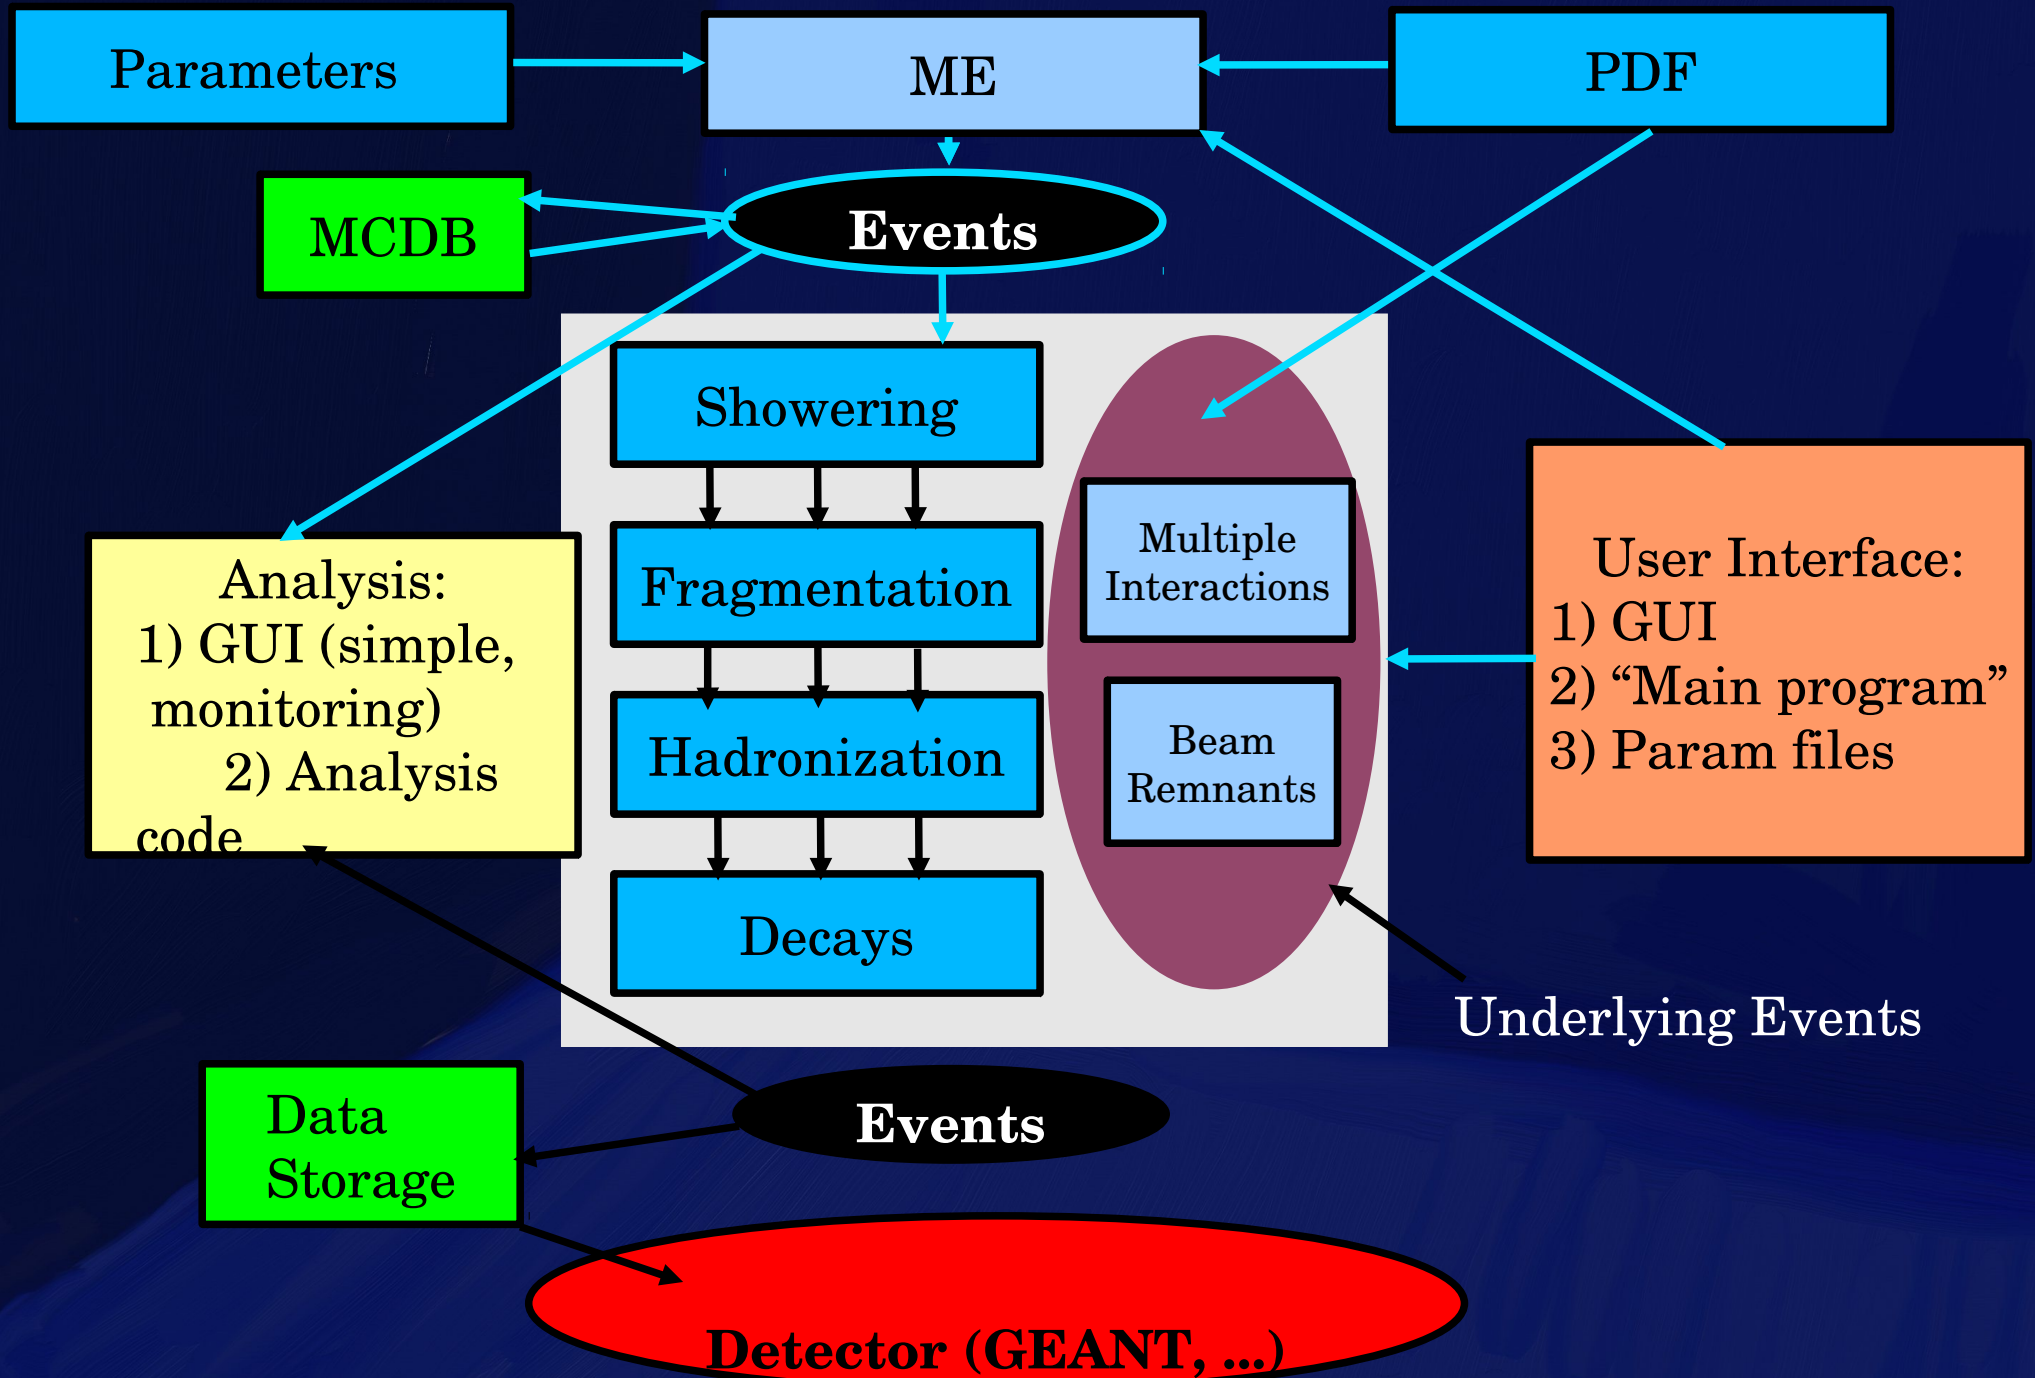 Parameters
ME
PDF
MCDB
Events
Showering
Fragmentation
Hadronization
Decays
Multiple
Interactions
Beam
Remnants
Analysis:
1) GUI (simple,
monitoring)
2) Analysis
code
User Interface:
1) GUI
2) “Main program”
3) Param files
Underlying Events
Events
Data
Storage
Detector (GEANT, ...)